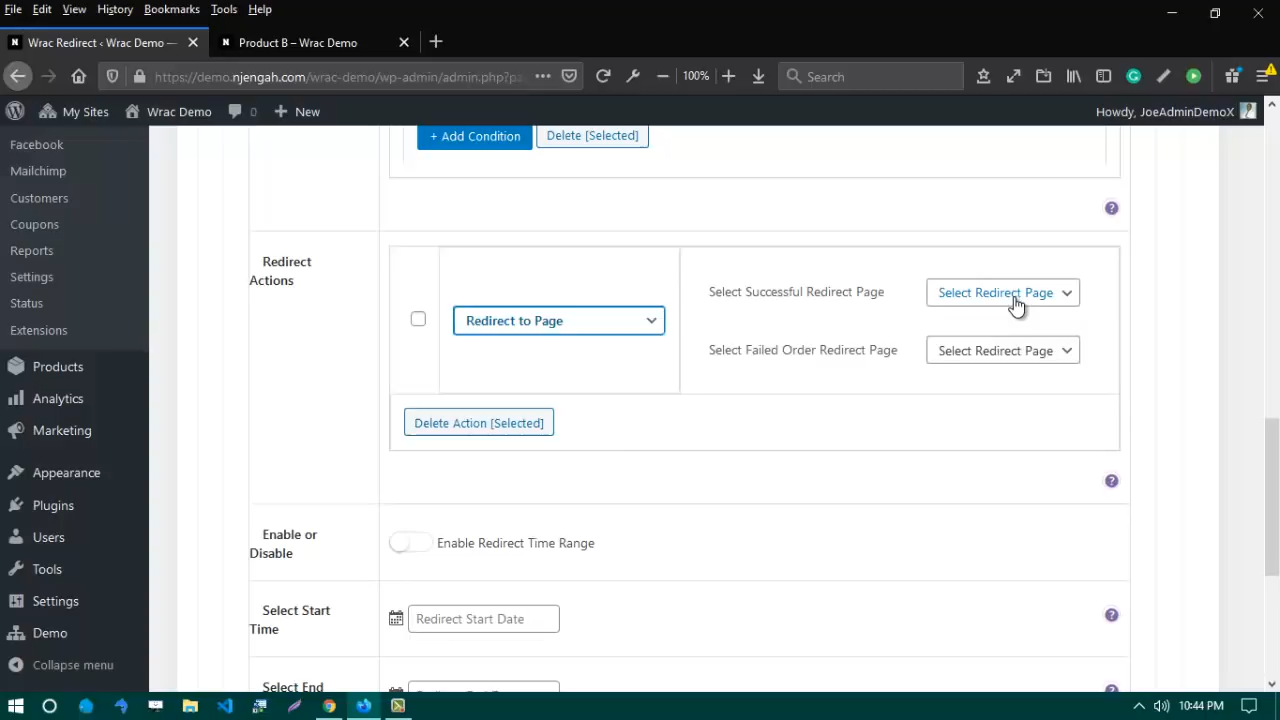 File Edit View History Bookmarks Tools Help
Wrac Redirect ‹ Wrac Demo —
Product B – Wrac Demo
https://demo.njengah.com/wrac-demo/wp-admin/admin.php?pa
100%
Search
My Sites
Wrac Demo
0
New
Howdy, JoeAdminDemoX
Facebook
Mailchimp
Customers
Coupons
Reports
Settings
Status
Extensions
Products
Analytics
Marketing
Appearance
Plugins
Users
Tools
Settings
Demo
Collapse menu
+ Add Condition
Delete [Selected]
Redirect
Actions
Redirect to Page
Select Successful Redirect Page
Select Redirect Page
Select Failed Order Redirect Page
Select Redirect Page
Delete Action [Selected]
Enable or
Disable
Enable Redirect Time Range
Select Start
Time
Redirect Start Date
Select End
10:44 PM